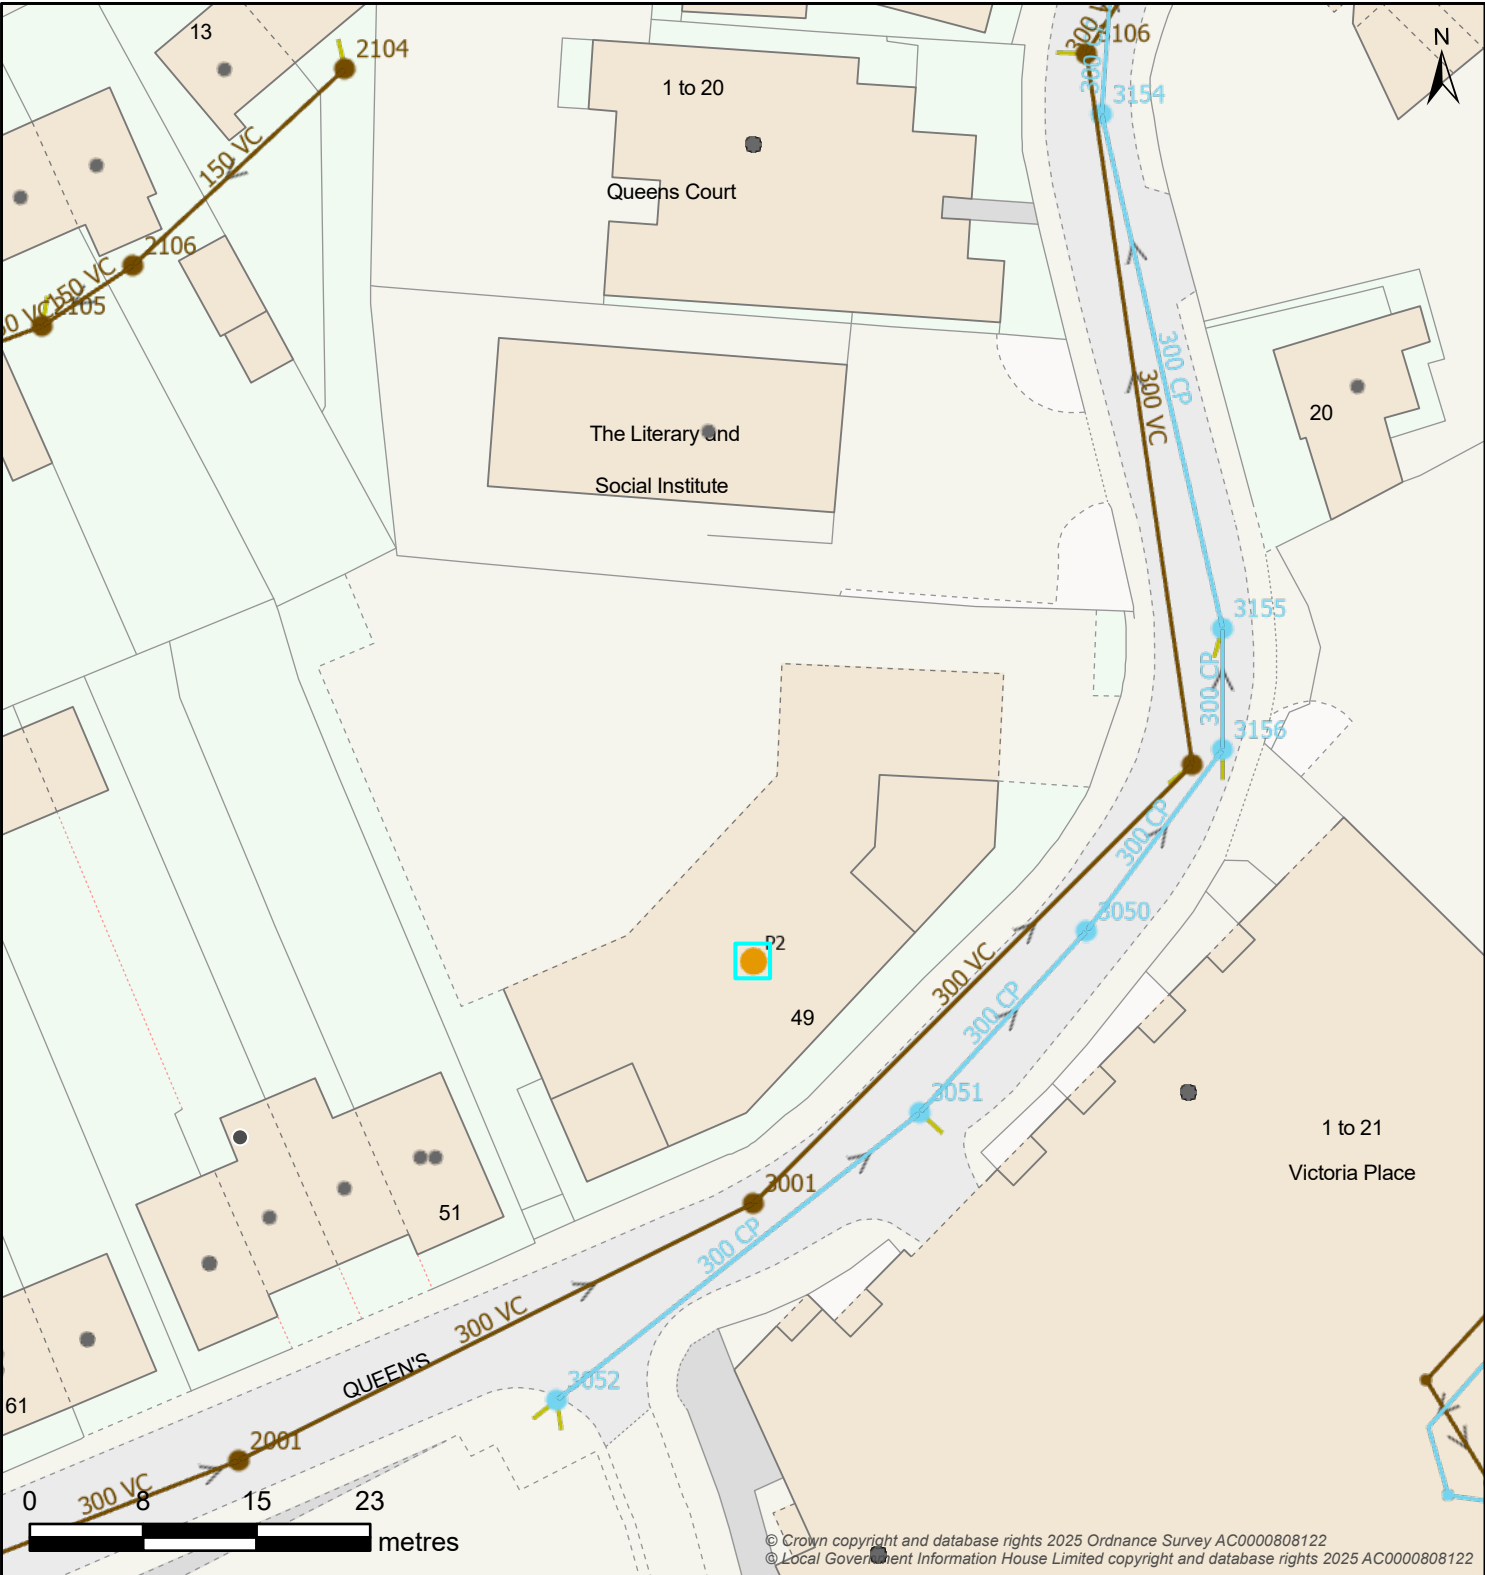 13
2104
300 V
3106
N
1 to 20
300
3154
150 VC
Queens Court
2106
150 VC
2105
50 VC
300 CP
300 VC
20
The Literary and
Social Institute
3155
300 CP
3156
300 CP
3050
P2
300 VC
300 CP
49
3051
1 to 21
Victoria Place
3001
51
300 CP
300 VC
QUEEN'S
3052
61
2001
300 VC
0 8 15 23
metres
© Crown copyright and database rights 2025 Ordnance Survey AC0000808122
© Local Government Information House Limited copyright and database rights 2025 AC0000808122